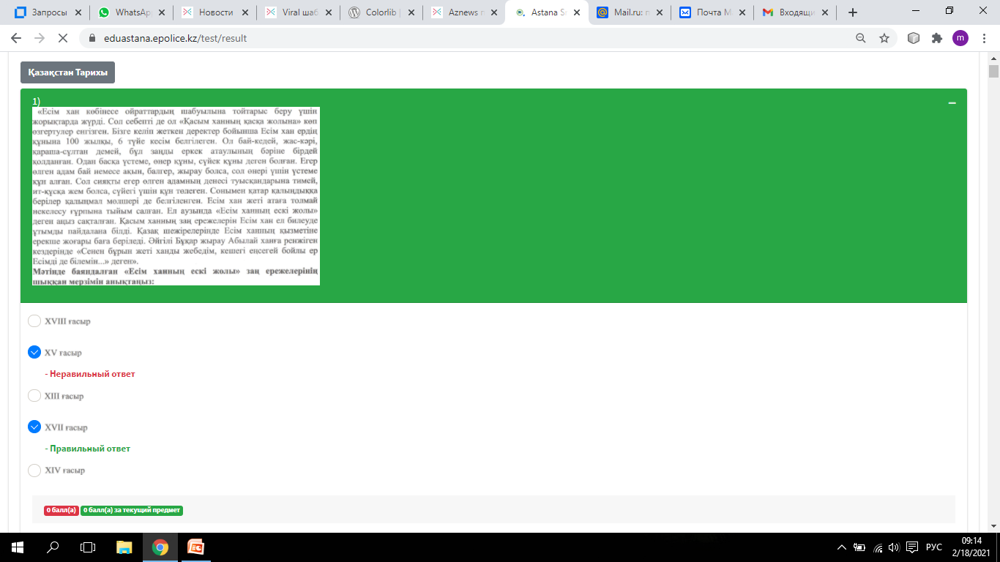 Запросы
WhatsApp
Новости
Viral шаб
Colorlib
Aznews п
Astana Sr
Mail.ru: п
Почта М
Входящи
eduastana.epolice.kz/test/result
m
Қазақстан Тарихы
1)
«Есім хан көбінесе ойраттардың шабуылына тойтарыс беру үшін
жорықтарда жүрді. Сол себепті де ол «Қасым ханның қасқа жолына» көп
өзгертулер енгізген. Бізге келіп жеткен деректер бойынша Есім хан ердің
құнына 100 жылқы, 6 түйе кесім белгілеген. Ол бай-кедей, жас-кәрі,
қараша-сұлтан демей, бұл заңды еркек атаулының бәріне бірдей
қолданған. Одан басқа үстеме, өнер құны, сүйек құны деген болған. Егер
өлген адам бай немесе ақын, балгер, жырау болса, сол өнері үшін үстеме
құн алған. Сол сияқты егер өлген адамның денесі туысқандарына тимей,
ит-құсқа жем болса, сүйегі үшін құн төлеген. Сонымен қатар қалыңдыққа
берілер қалыңмал мөлшері де белгіленген. Есім хан жеті атаға толмай
некелесу ғұрпына тыйым салған. Ел аузында «Есім ханның ескі жолы»
деген аңыз сақталған. Қасым ханның заң ережелерін Есім хан ел билеуде
ұтымды пайдалана білді. Қазақ шежірелерінде Есім ханның қызметіне
ерекше жоғары баға беріледі. Әйгілі Бұқар жырау Абылай ханға ренжіген
кездерінде «Сенен бұрын жеті ханды жебедім, кешегі еңсегей бойлы ер
Есімді де білемін...» деген».
Мәтінде баяндалған «Есім ханның ескі жолы» заң ережелерінің
шыққан мерзімін анықтаңыз:
XVIII ғасыр
XV ғасыр
- Неравильный ответ
XIII ғасыр
XVII ғасыр
- Правильный ответ
XIV ғасыр
0 балл(а) 0 балл(а) за текущий предмет
РУС
09:14
2/18/2021